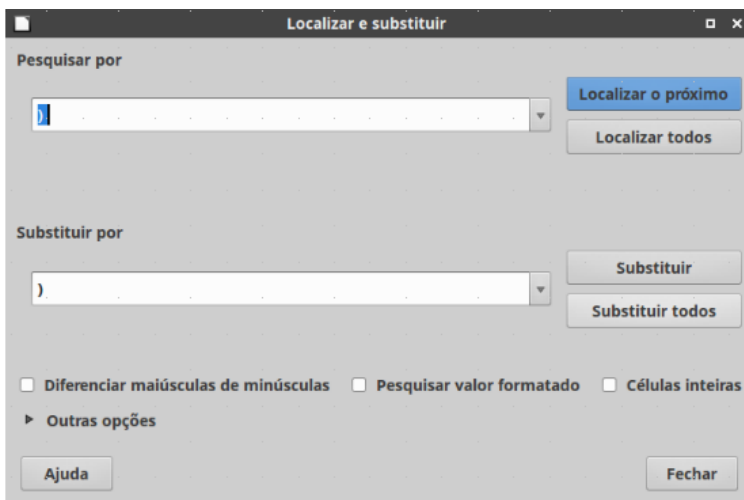 Localizar e substituir
Pesquisar por
)
Localizar o próximo
Localizar todos
Substituir por
)
Substituir
Substituir todos
Diferenciar maiúsculas de minúsculas Pesquisar valor formatado Células inteiras
Outras opções
Ajuda Fechar